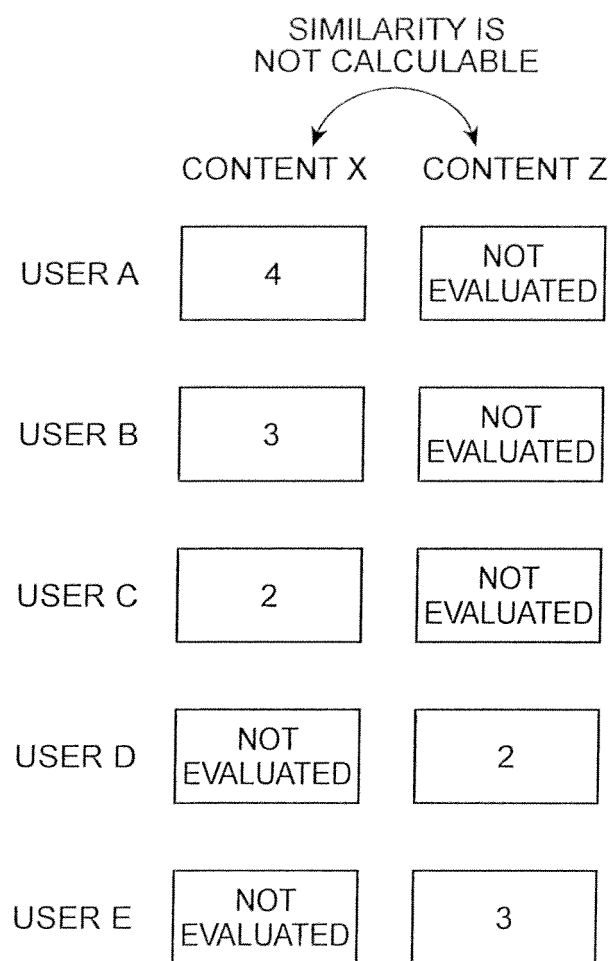 SIMILARITY IS
NOT CALCULABLE
CONTENT X CONTENT Z
USER A 4 NOT
EVALUATED
USER B 3 NOT
EVALUATED
USER C 2 NOT
EVALUATED
USER D NOT
EVALUATED 2
USER E NOT
EVALUATED 3